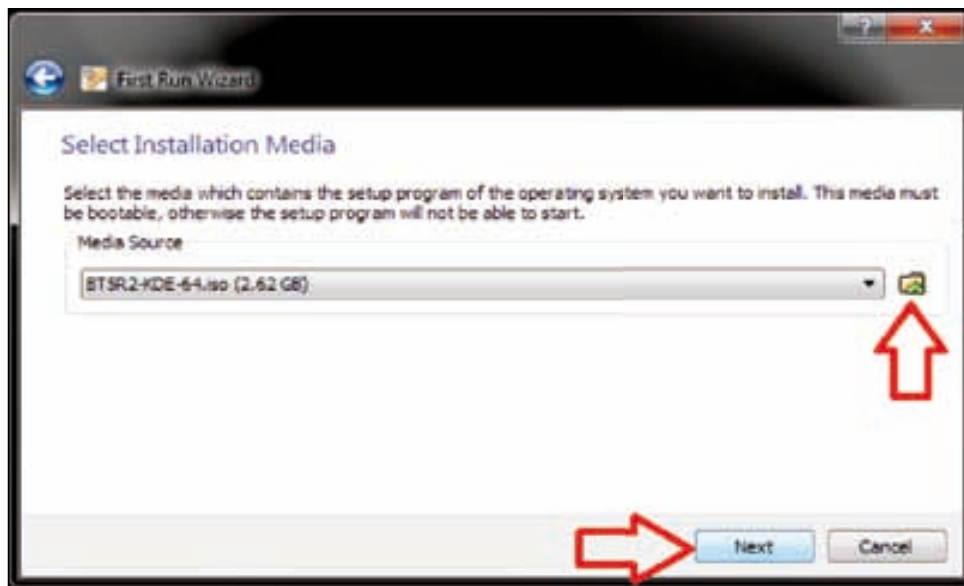 ?
x
First Run Wizard
Select Installation Media
Select the media which contains the setup program of the operating system you want to install. This media must
be bootable, otherwise the setup program will not be able to start.
Media Source
BT5R2-KDE-64.iso (2.62 GB)
Next
Cancel